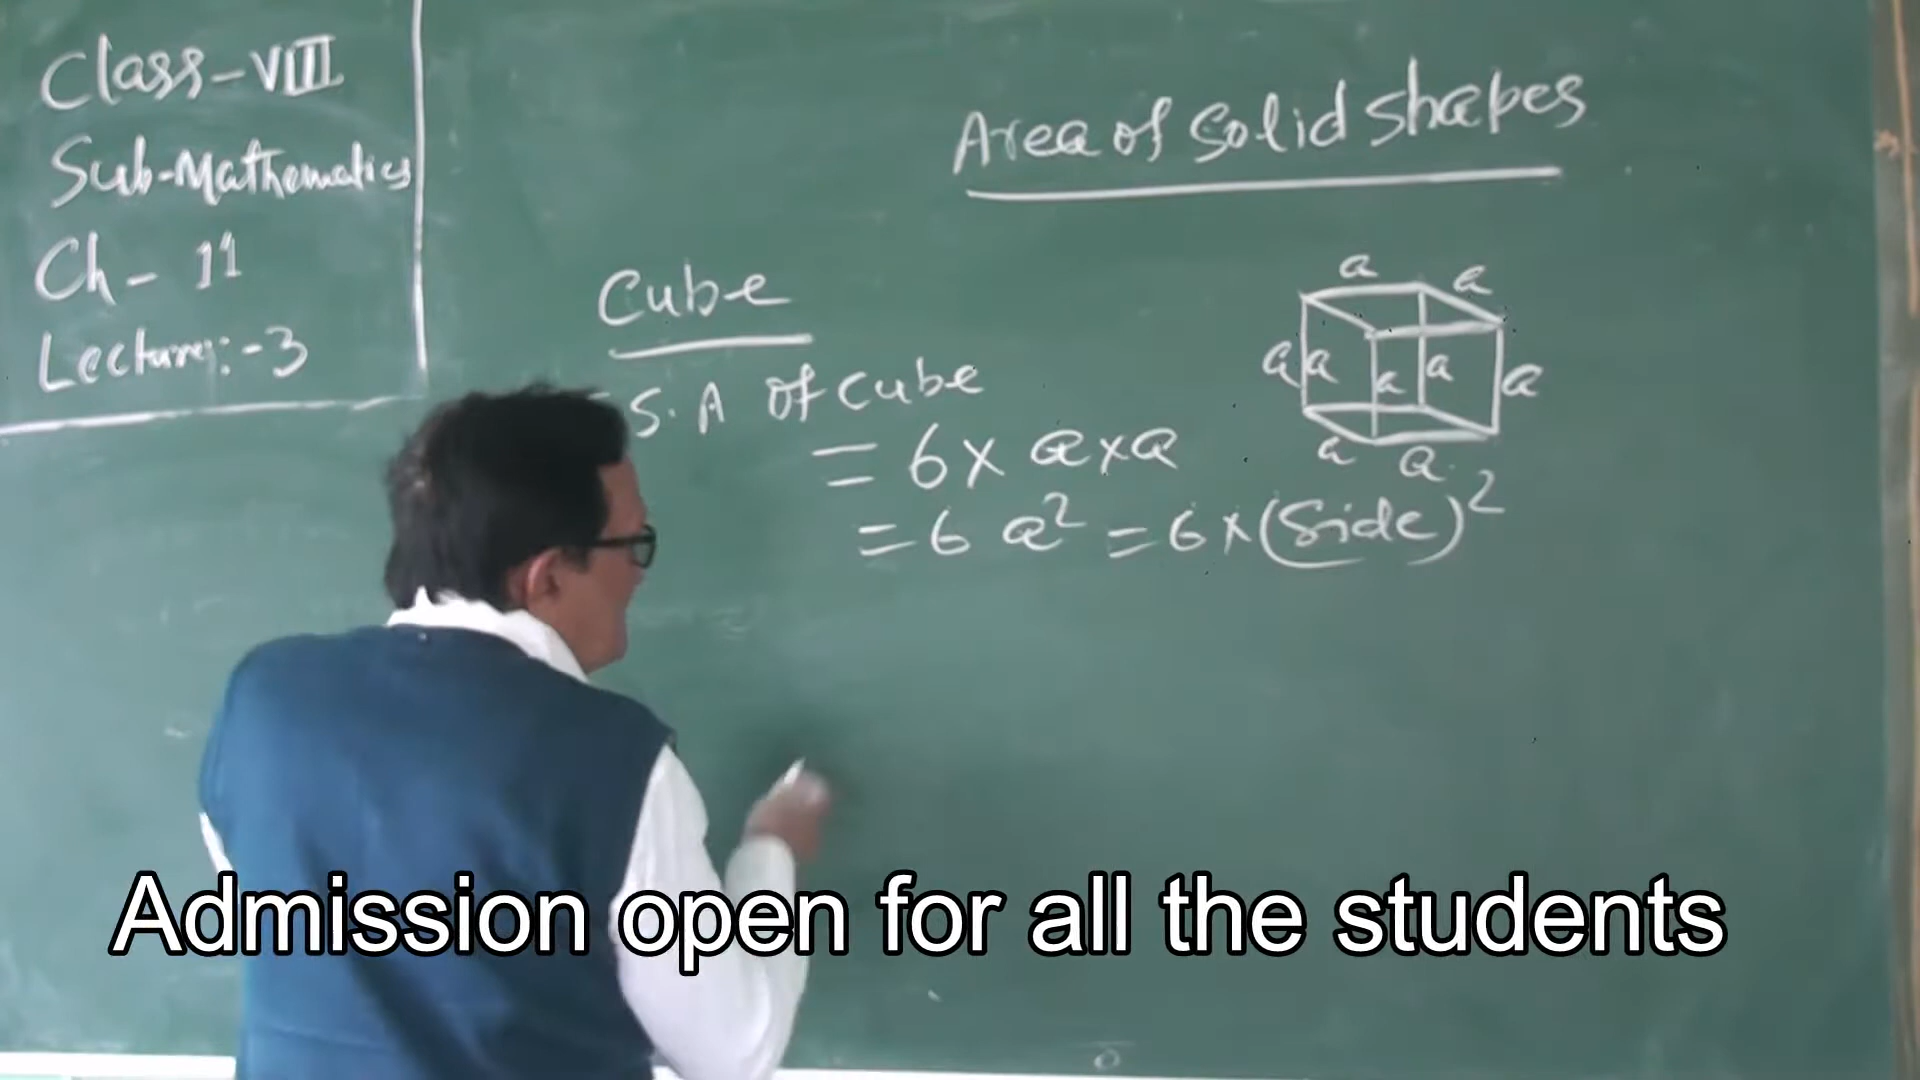 Class-VIII
Sub-Mathematics
Ch- 11
Lecture:-3
Area of Solid Shapes
Cube
S.A of cube
= 6 x a x a
= 6 a² = 6 x (Side)²
a
a
a
a
a
a
a
a
a
Admission open for all the students